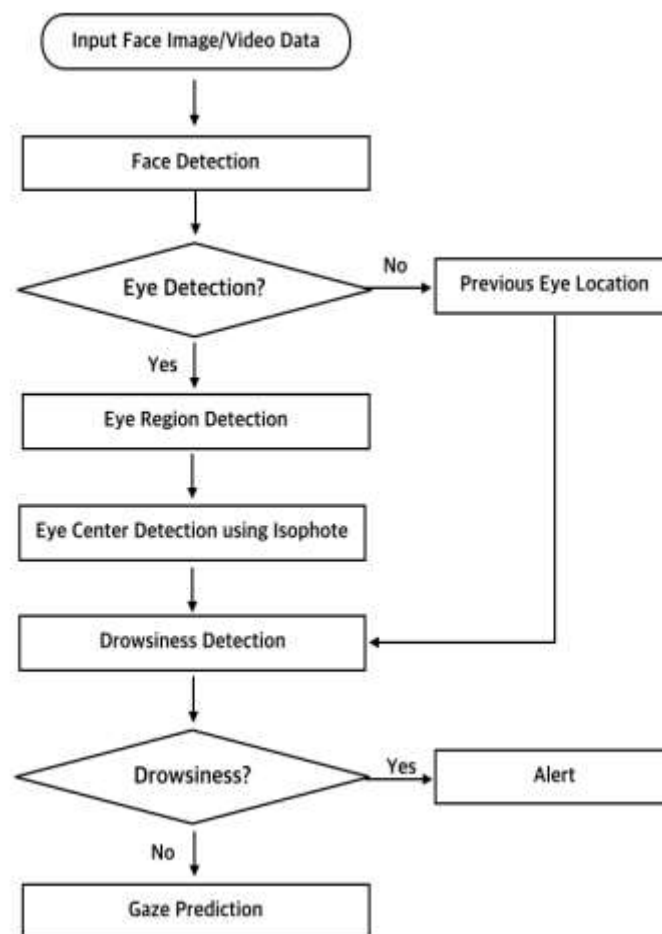 Input Face Image/Video Data
Face Detection
Eye Detection?
No
Previous Eye Location
Yes
Eye Region Detection
Eye Center Detection using Isophote
Drowsiness Detection
Drowsiness?
Yes
Alert
No
Gaze Prediction